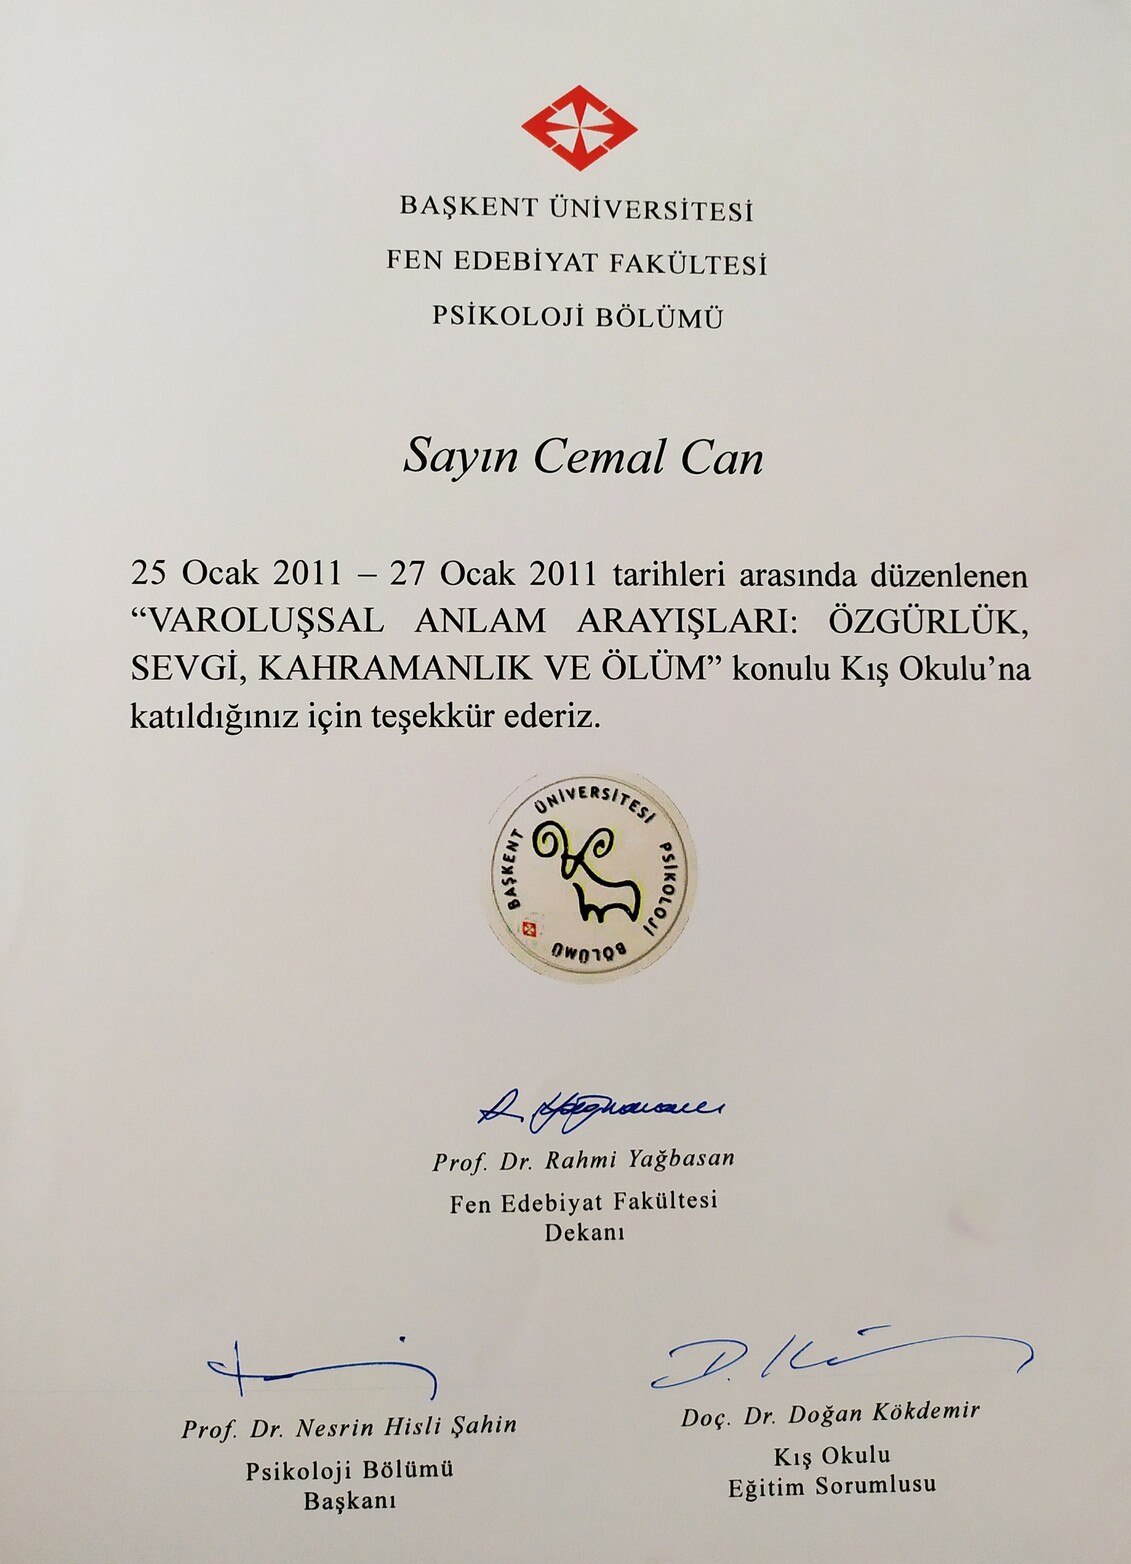 BAŞKENT ÜNİVERSİTESİ
FEN EDEBİYAT FAKÜLTESİ
PSİKOLOJİ BÖLÜMÜ
Sayın Cemal Can
25 Ocak 2011 – 27 Ocak 2011 tarihleri arasında düzenlenen
“VAROLUŞSAL ANLAM ARAYIŞLARI: ÖZGÜRLÜK,
SEVGİ, KAHRAMANLIK VE ÖLÜM” konulu Kış Okulu’na
katıldığınız için teşekkür ederiz.
BAŞKENT ÜNİVERSİTESİ PSİKOLOJİ BÖLÜMÜ
Prof. Dr. Rahmi Yağbasan
Fen Edebiyat Fakültesi
Dekanı
Prof. Dr. Nesrin Hisli Şahin
Psikoloji Bölümü
Başkanı
Doç. Dr. Doğan Kökdemir
Kış Okulu
Eğitim Sorumlusu